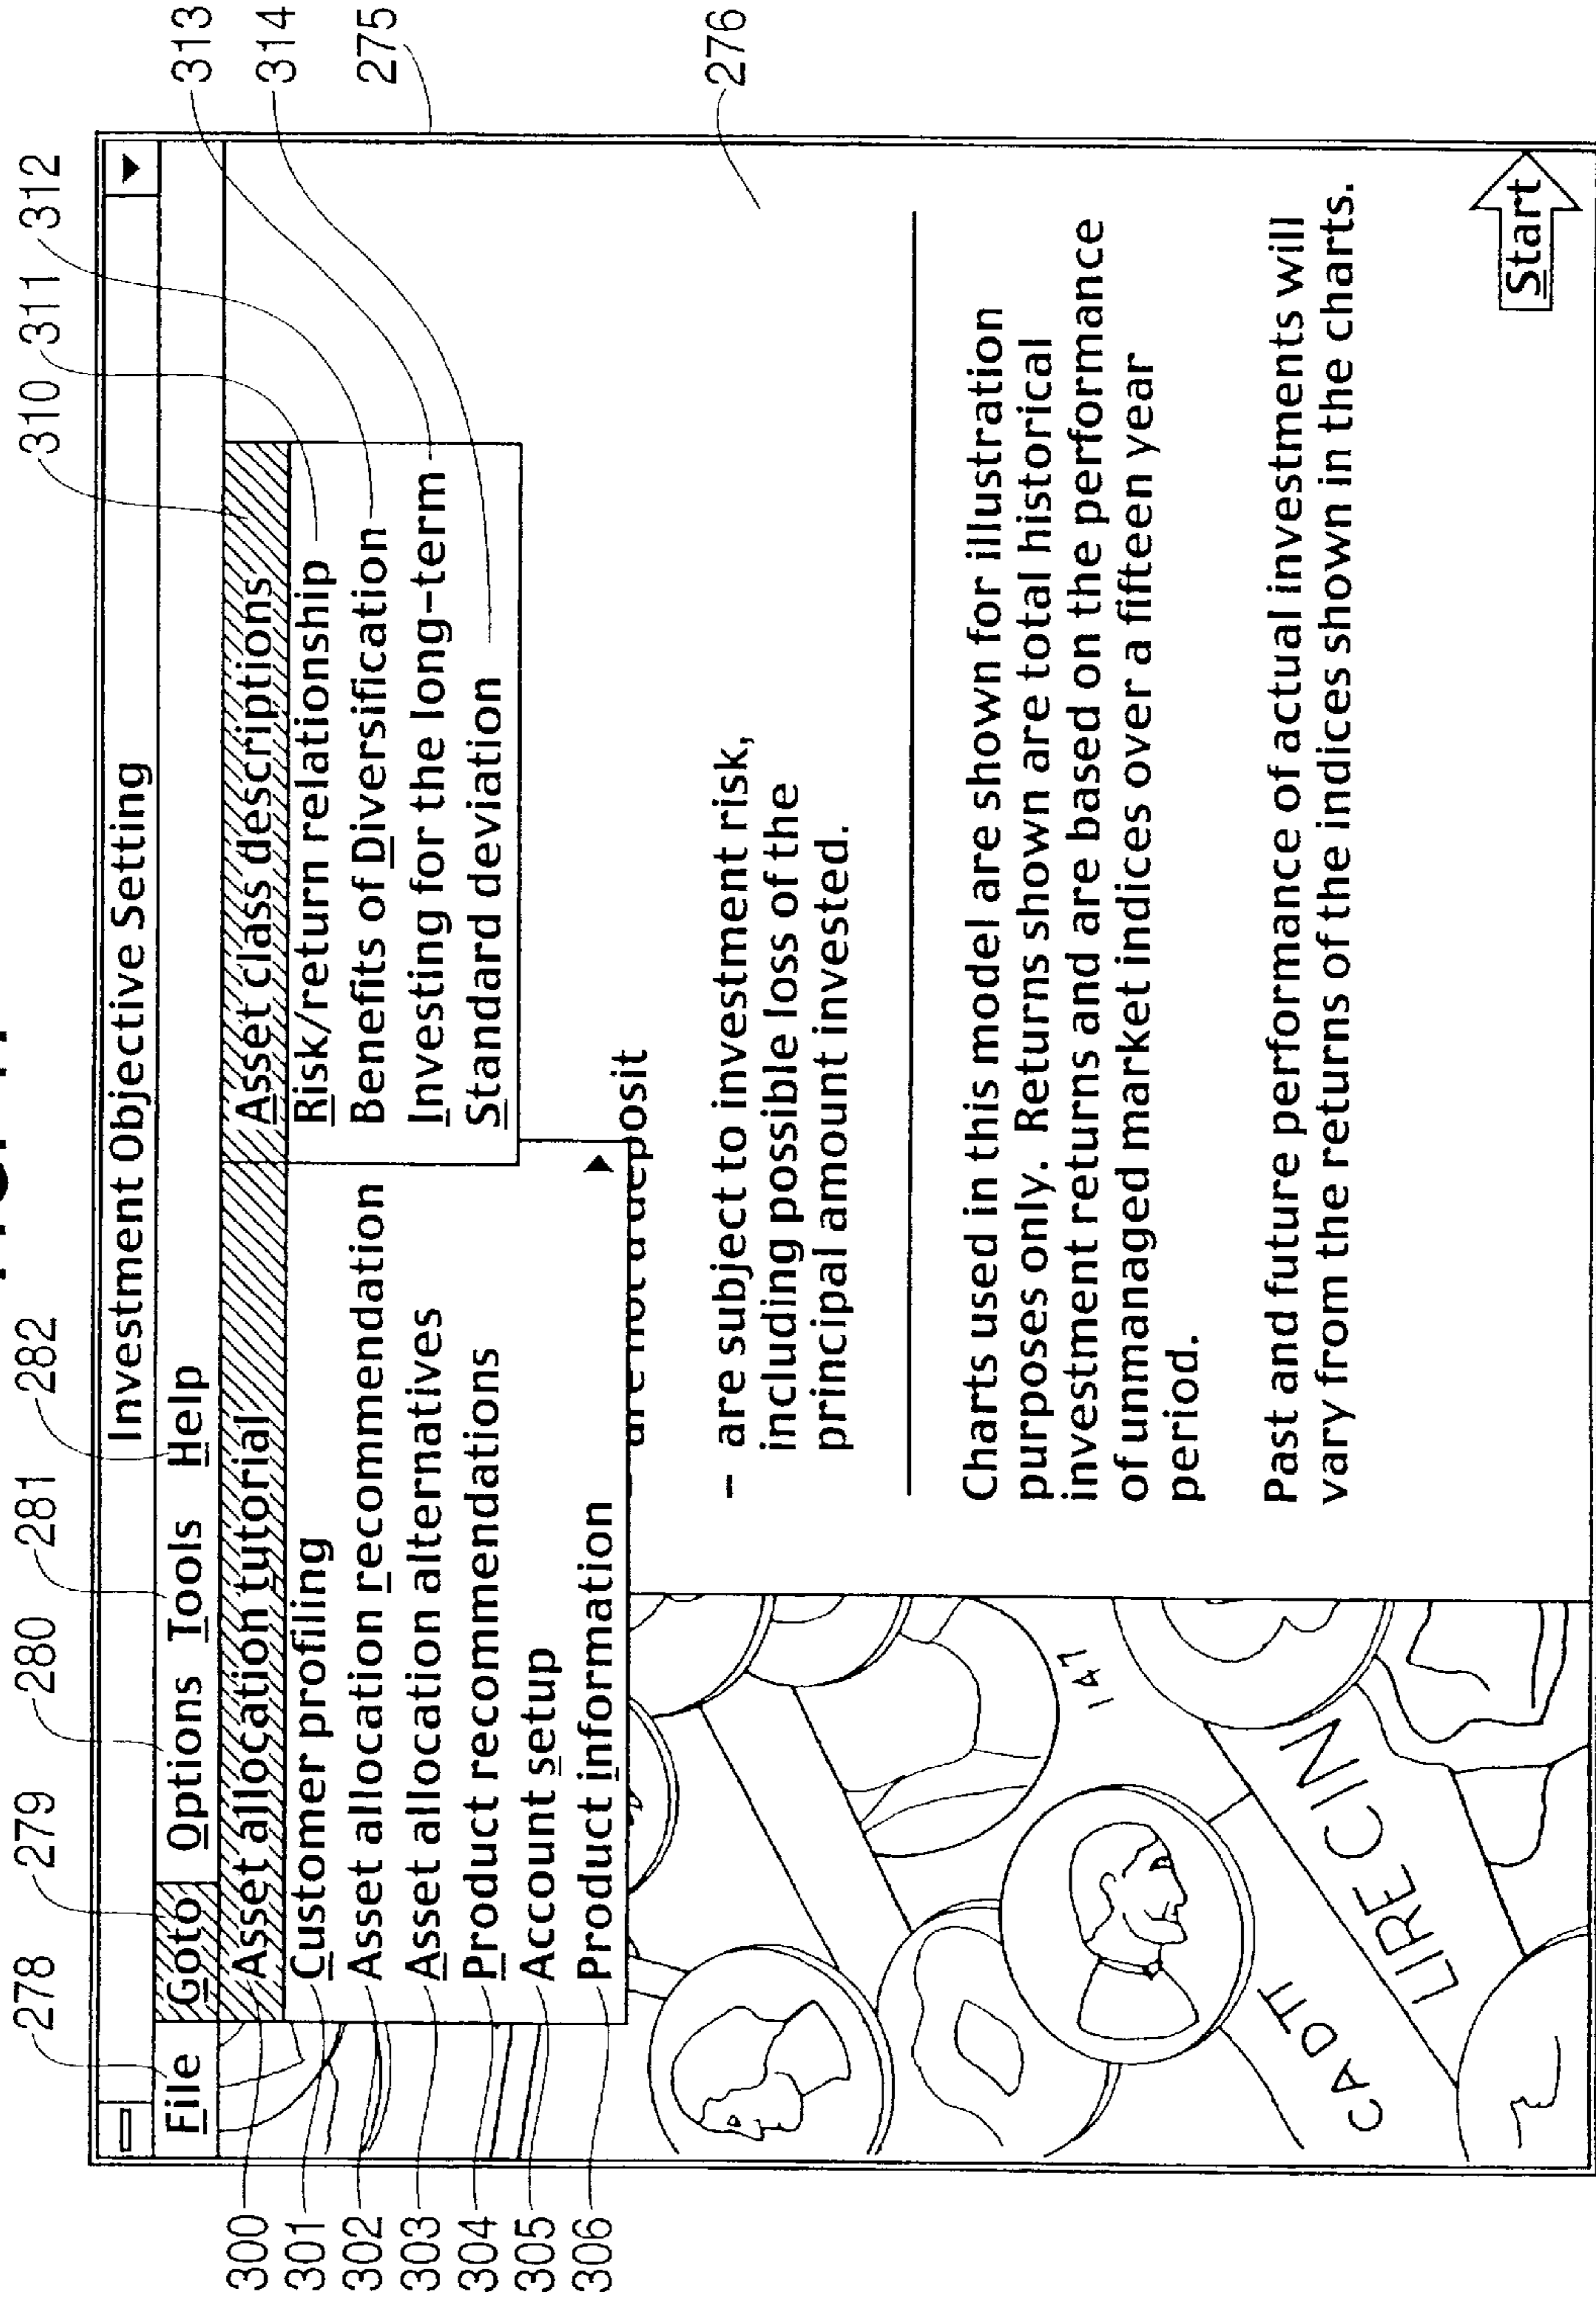 278 279 280 281 282
310 311 312
313
314
275
276
Investment Objective Setting
File Goto Options Tools Help
300 Asset allocation tutorial
301 Customer profiling
302 Asset allocation recommendation
303 Asset allocation alternatives
304 Product recommendations
305 Account setup
306 Product information
Asset class descriptions
Risk/return relationship
Benefits of Diversification
Investing for the long-term
Standard deviation
are not a deposit
– are subject to investment risk,
including possible loss of the
principal amount invested.
Charts used in this model are shown for illustration
purposes only. Returns shown are total historical
investment returns and are based on the performance
of unmanaged market indices over a fifteen year
period.
Past and future performance of actual investments will
vary from the returns of the indices shown in the charts.
Start
CADTI
LIRE CIN